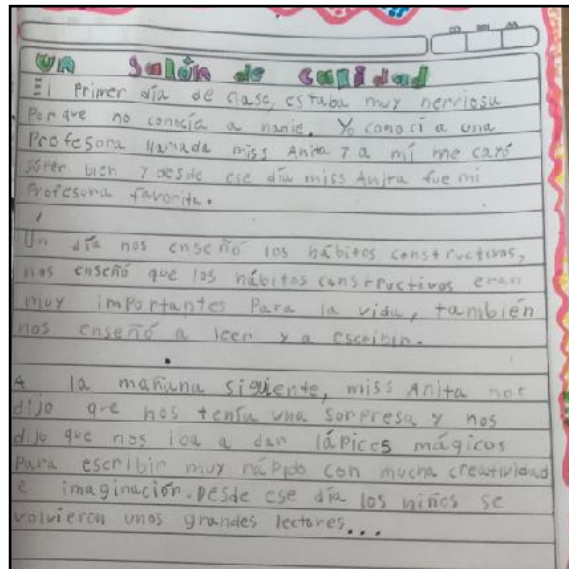 un salón de calidad
El primer día de clase, estaba muy nerviosa
Porque no conocía a nadie. Yo conocí a una
Profesora llamada miss Anita y a mí me cayó
súper bien y desde ese día miss Anita fue mi
Profesora favorita.
Un día nos enseñó los hábitos constructivos,
nos enseñó que los hábitos constructivos eran
muy importantes Para la vida, también
nos enseñó a leer y a escribir.
A la mañana siguiente, miss Anita nos
dijo que nos tenía una sorpresa y nos
dijo que nos iba a dar lápices mágicos
Para escribir muy rápido con mucha creatividad
e imaginación. Desde ese día los niños se
volvieron unos grandes lectores...